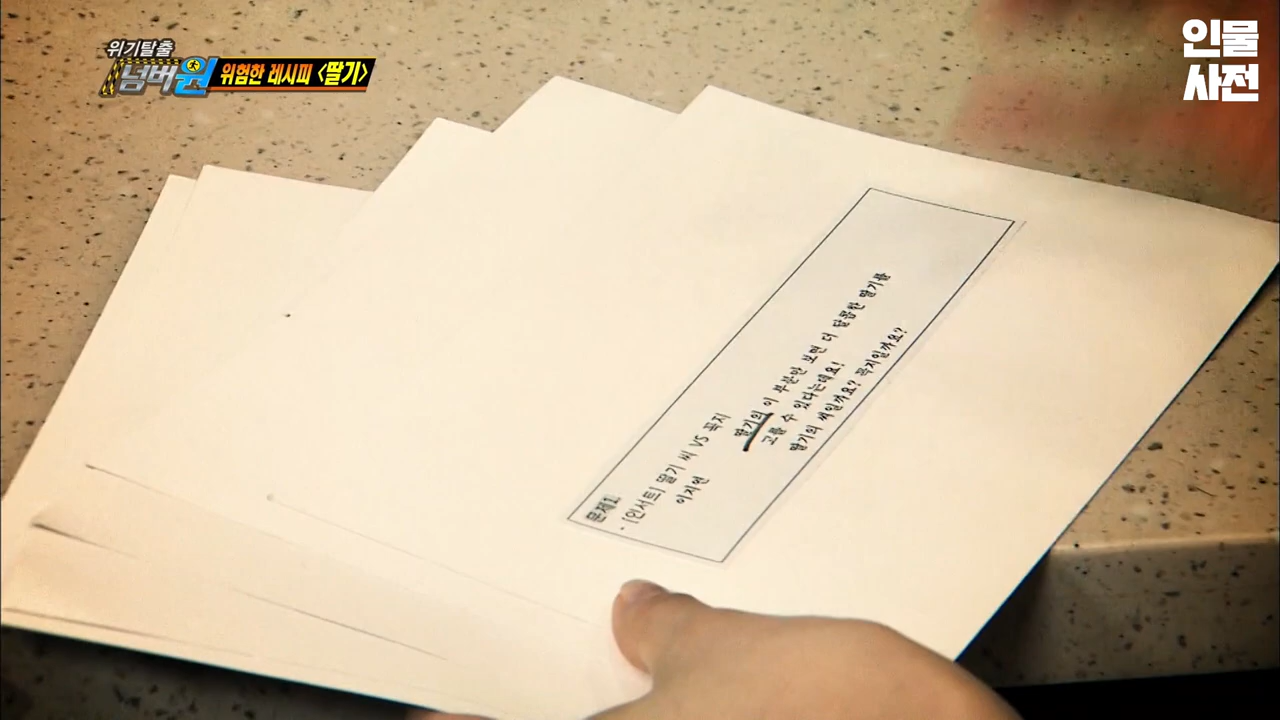 위기탈출
넘버원
위험한 레시피 <딸기>
인물
사전
문제1.
- [인서트] 딸기 씨 VS 꼭지
이지연
딸기의 이 부분만 보면 더 달콤한 딸기를
고를 수 있다는데요!
딸기의 씨일까요? 꼭지일까요?